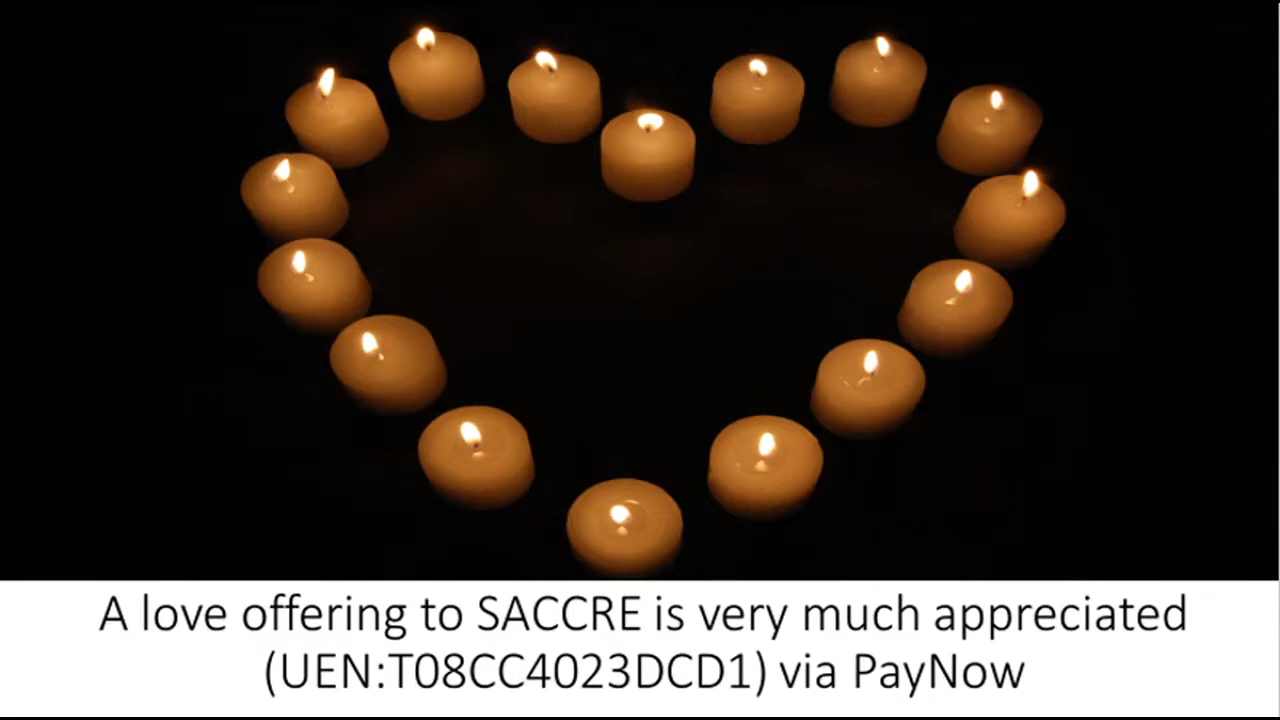 A love offering to SACCRE is very much appreciated
(UEN:T08CC4023DCD1) via PayNow